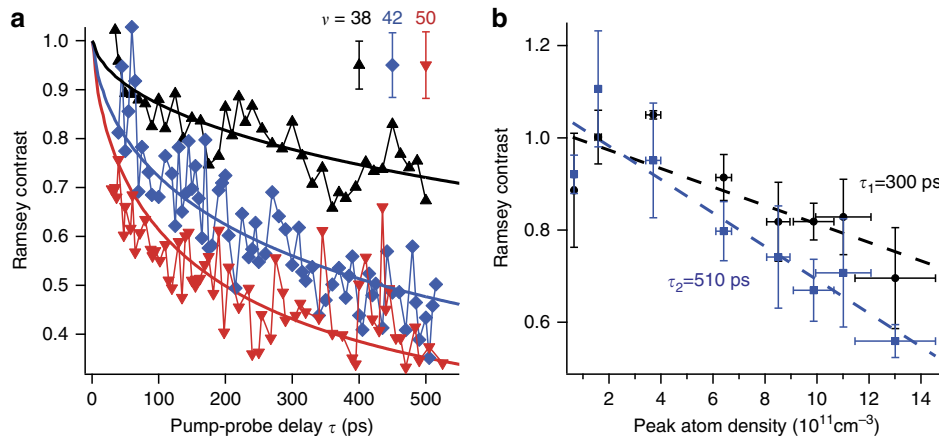 a
ν = 38 42 50
1.0
0.9
0.8
0.7
0.6
0.5
0.4
Ramsey contrast
0 100 200 300 400 500
Pump-probe delay τ (ps)
b
1.2
1.0
0.8
0.6
Ramsey contrast
τ1=300 ps
τ2=510 ps
2 4 6 8 10 12 14
Peak atom density (10¹¹cm⁻³)